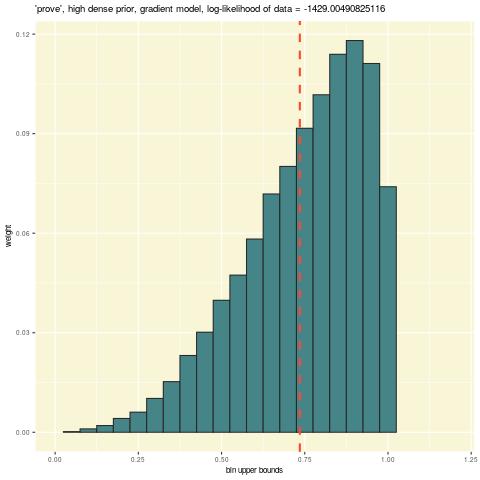 'prove', high dense prior, gradient model, log-likelihood of data = -1429.00490825116
0.12
0.09
0.06
0.03
0.00
weight
0.00 0.25 0.50 0.75 1.00 1.25
bin upper bounds